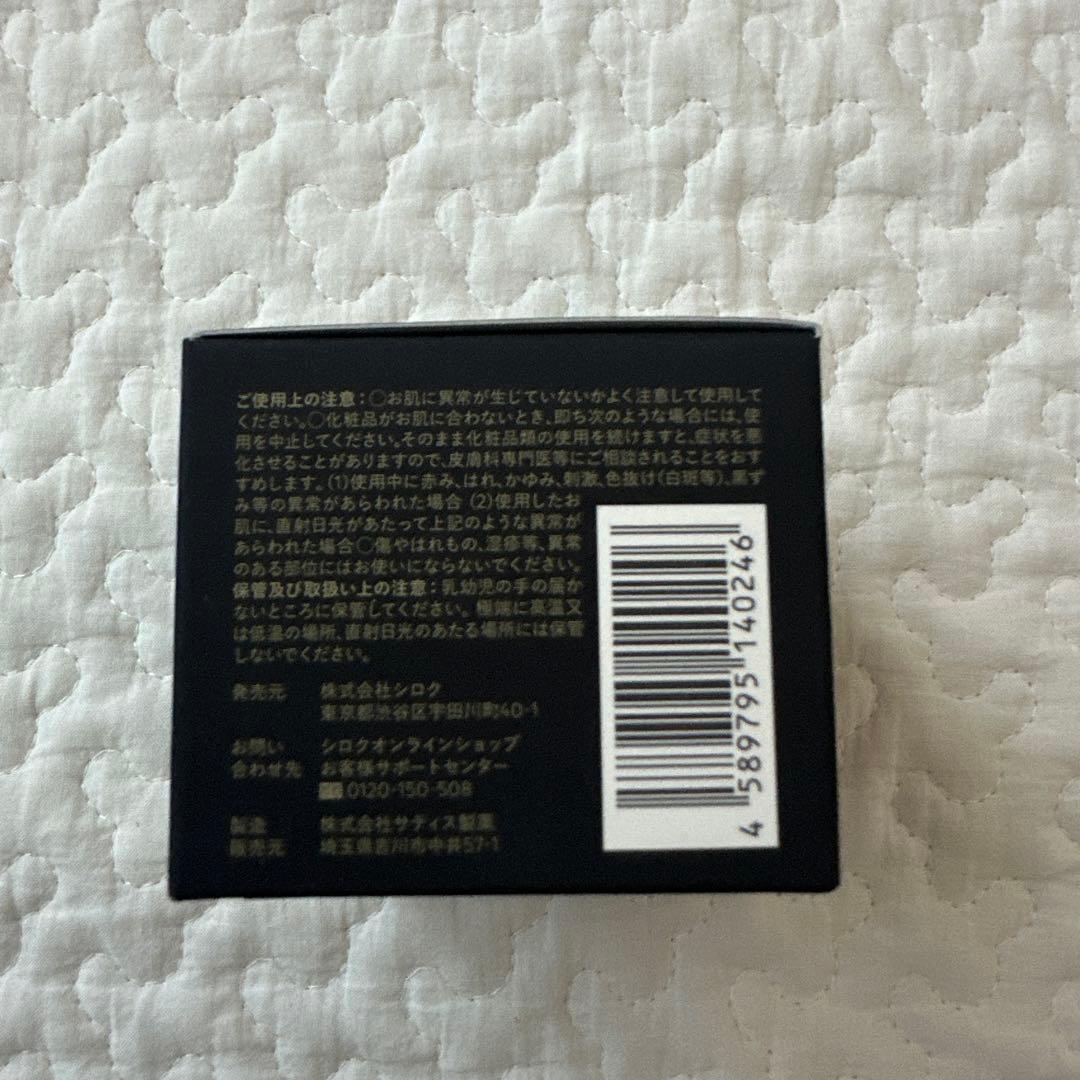 ご使用上の注意：○お肌に異常が生じていないかよく注意して使用して
ください。○化粧品がお肌に合わないとき、即ち次のような場合には、使
用を中止してください。そのまま化粧品類の使用を続けますと、症状を悪
化させることがありますので、皮膚科専門医等にご相談されることをおす
すめします。(1)使用中に赤み、はれ、かゆみ、刺激、色抜け(白斑等)、黒ず
み等の異常があらわれた場合 (2)使用したお
肌に、直射日光があたって上記のような異常が
あらわれた場合○傷やはれもの、湿疹等、異常
のある部位にはお使いにならないでください。
保管及び取扱い上の注意：乳幼児の手の届か
ないところに保管してください。極端に高温又
は低温の場所、直射日光のあたる場所には保管
しないでください。
発売元 株式会社シロク
東京都渋谷区宇田川町40-1
お問い シロクオンラインショップ
合わせ先 お客様サポートセンター
0120-150-508
製造 株式会社サティス製薬
販売元 埼玉県吉川市中井57-1
4 589795 140246